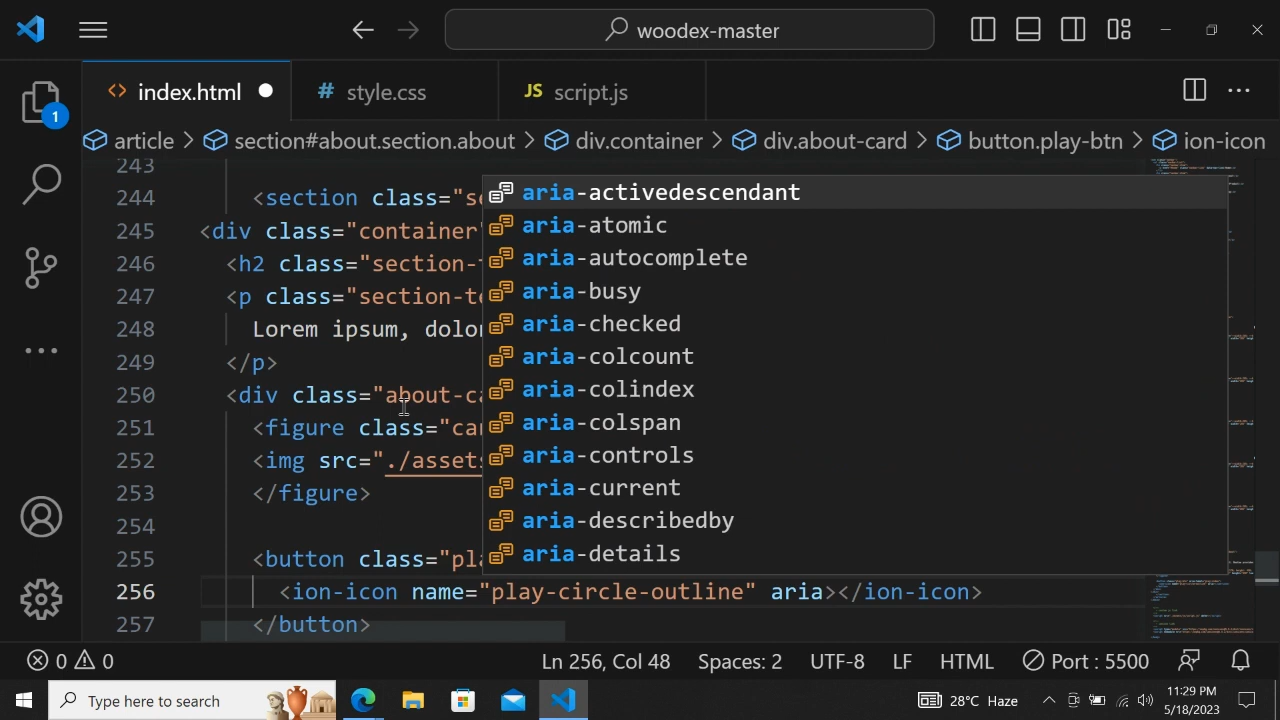 woodex-master
index.html
style.css
JS script.js
1
article > section#about.section.about > div.container > div.about-card > button.play-btn > ion-icon
243
244 <section class="se
245 <div class="container"
246 <h2 class="section-
247 <p class="section-te
248 Lorem ipsum, dolor
249 </p>
250 <div class="about-ca
251 <figure class="car
252 <img src="./assets
253 </figure>
254
255 <button class="pla
256 <ion-icon name="play-circle-outline" aria></ion-icon>
257 </button>
aria-activedescendant
aria-atomic
aria-autocomplete
aria-busy
aria-checked
aria-colcount
aria-colindex
aria-colspan
aria-controls
aria-current
aria-describedby
aria-details
0 0 Ln 256, Col 48 Spaces: 2 UTF-8 LF HTML Port : 5500
Type here to search
28°C Haze
11:29 PM
5/18/2023